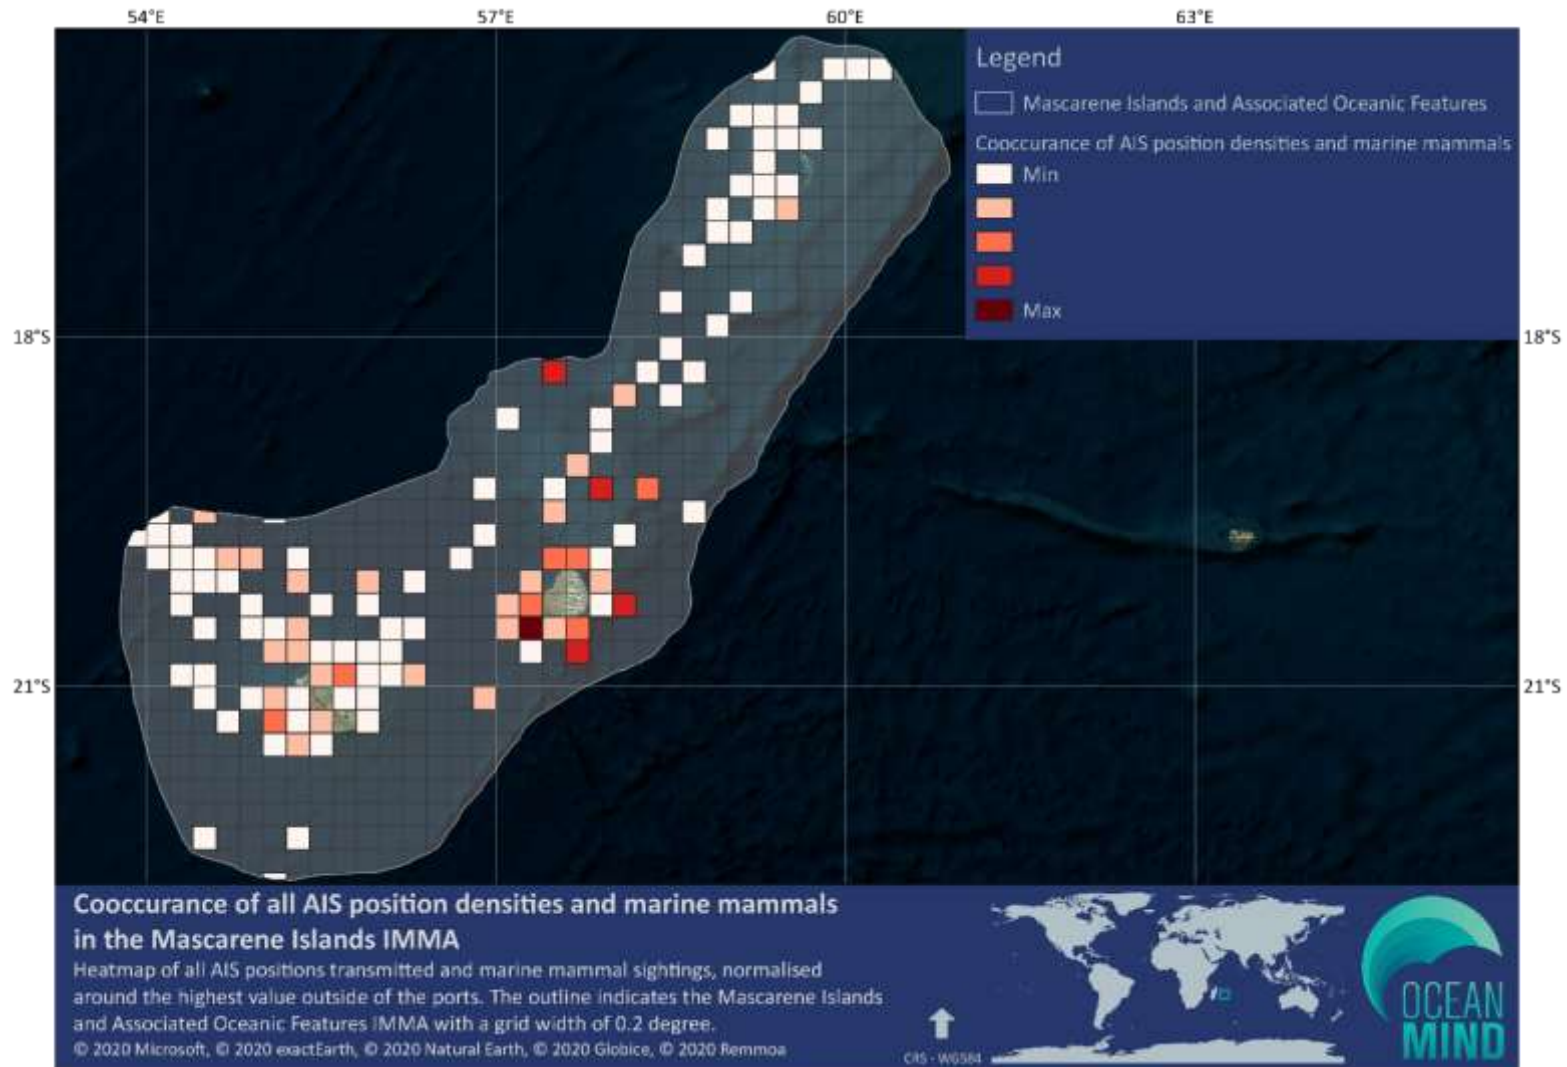 54°E 57°E 60°E 63°E
Legend
Mascarene Islands and Associated Oceanic Features
Cooccurance of AIS position densities and marine mammals
Min
Max
18°S 18°S
21°S 21°S
Cooccurance of all AIS position densities and marine mammals
in the Mascarene Islands IMMA
Heatmap of all AIS positions transmitted and marine mammal sightings, normalised
around the highest value outside of the ports. The outline indicates the Mascarene Islands
and Associated Oceanic Features IMMA with a grid width of 0.2 degree.
© 2020 Microsoft, © 2020 exactEarth, © 2020 Natural Earth, © 2020 Globice, © 2020 Remmoa
CRS - WGS84
OCEAN
MIND